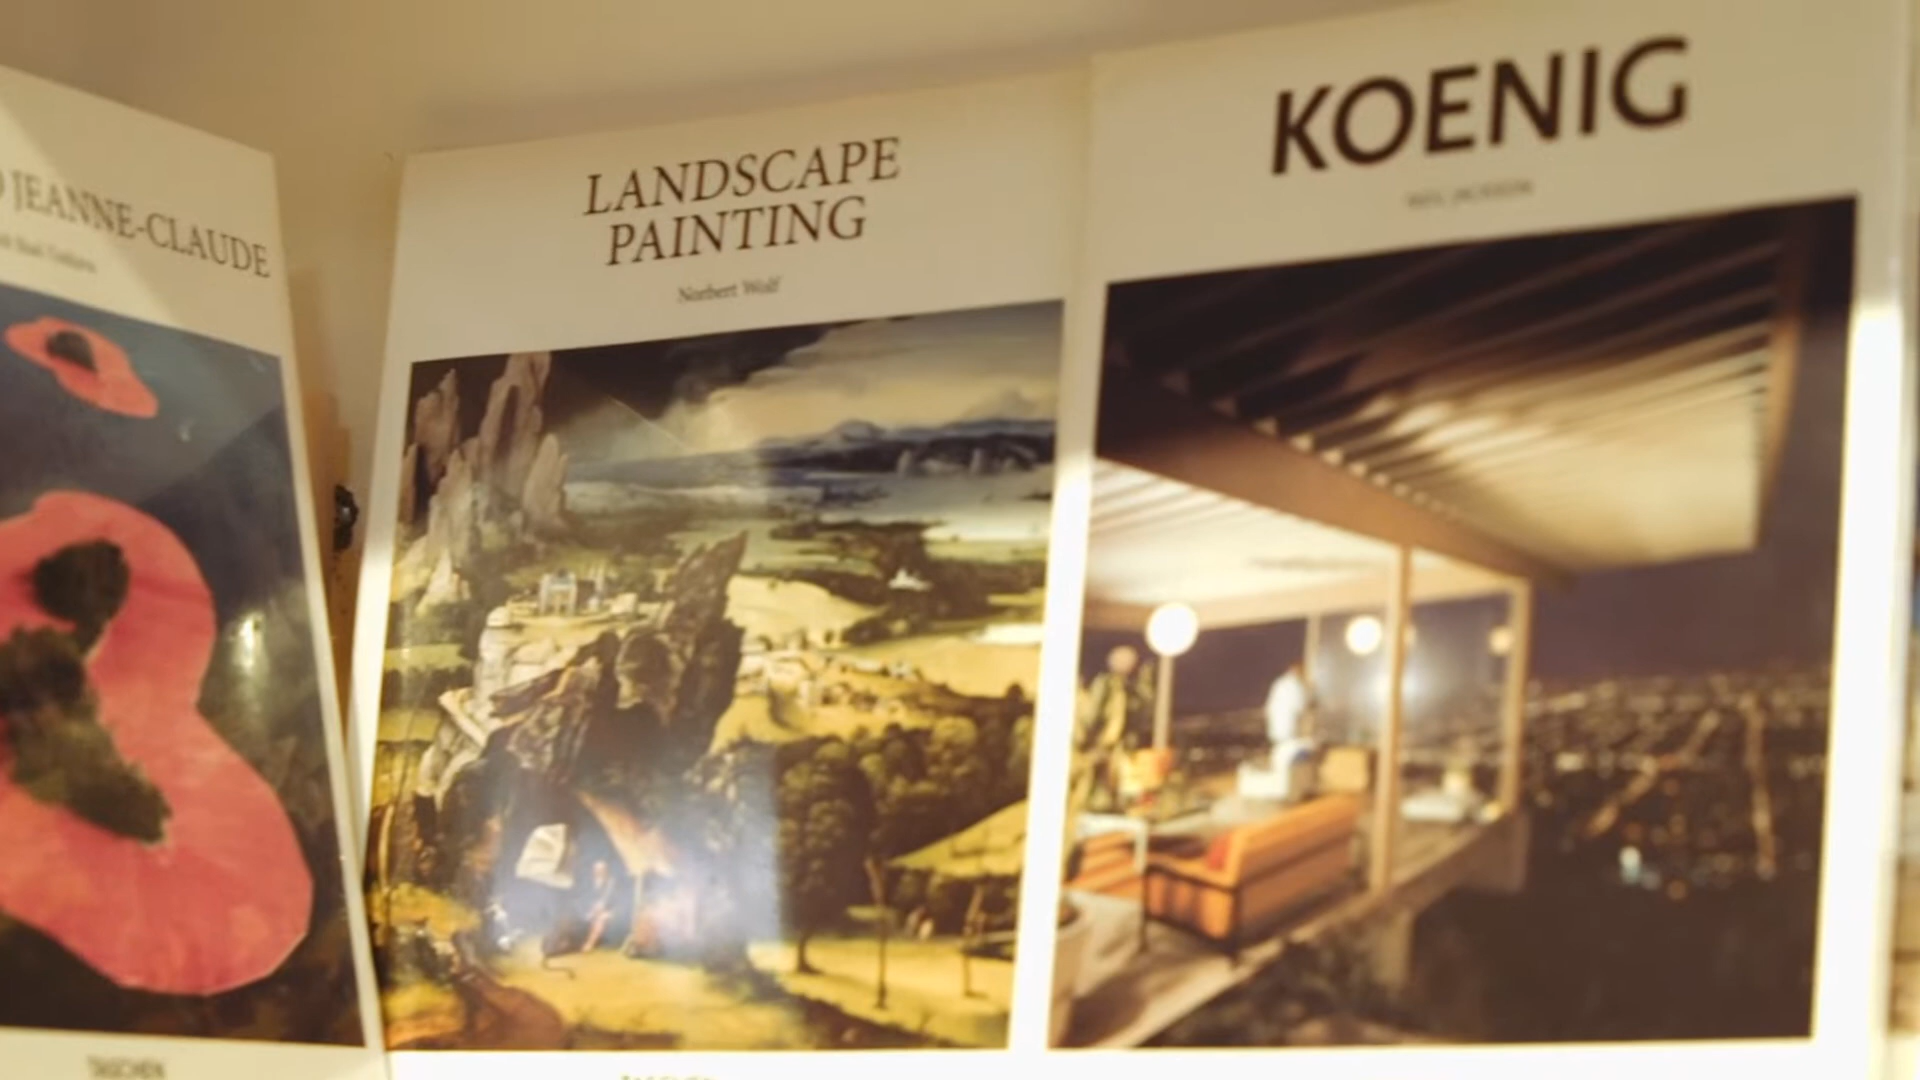 JEANNE-CLAUDE
TASCHEN
LANDSCAPE
PAINTING
Norbert Wolf
KOENIG